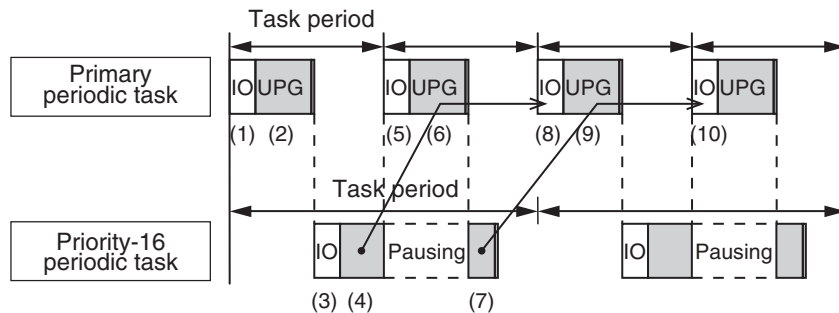 Task period
Primary
periodic task
IO UPG IO UPG IO UPG IO UPG
(1) (2) (5) (6) (8) (9) (10)
Task period
Priority-16
periodic task
IO Pausing IO Pausing
(3) (4) (7)